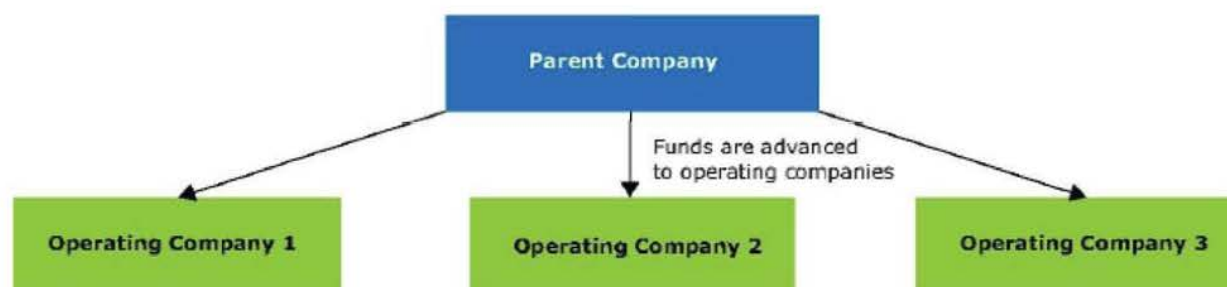 Parent Company
Funds are advanced
to operating companies
Operating Company 1
Operating Company 2
Operating Company 3